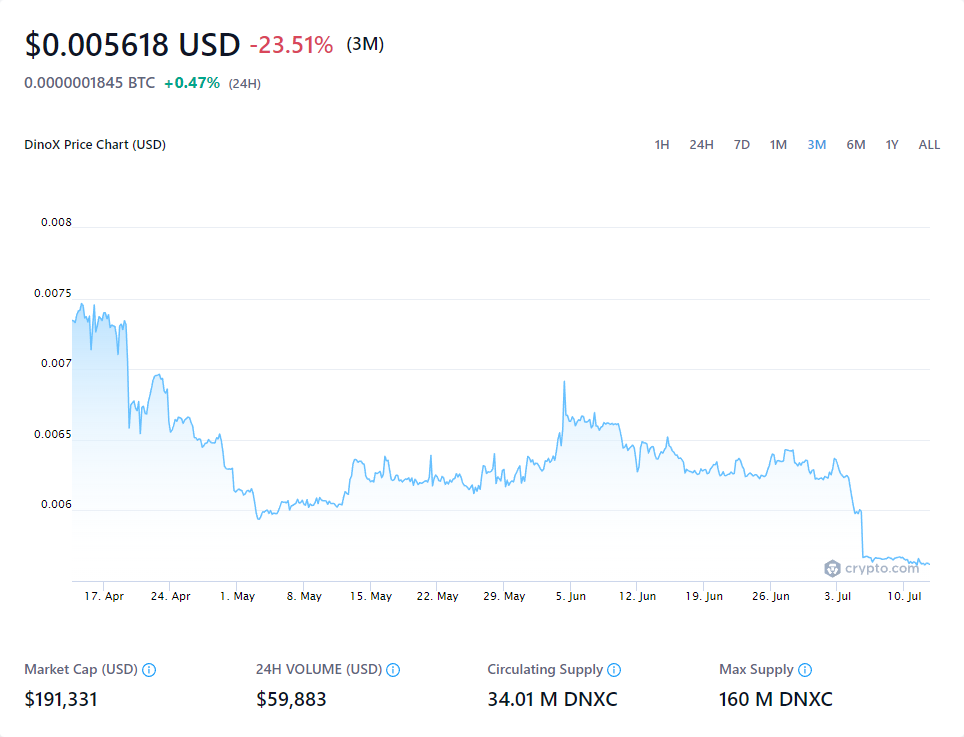 $0.005618 USD -23.51% (3M)
0.0000001845 BTC +0.47% (24H)
DinoX Price Chart (USD) 1H 24H 7D 1M 3M 6M 1Y ALL
0.008
0.0075
0.007
0.0065
0.006
crypto.com
17. Apr 24. Apr 1. May 8. May 15. May 22. May 29. May 5. Jun 12. Jun 19. Jun 26. Jun 3. Jul 10. Jul
Market Cap (USD) 24H VOLUME (USD) Circulating Supply Max Supply
$191,331 $59,883 34.01 M DNXC 160 M DNXC